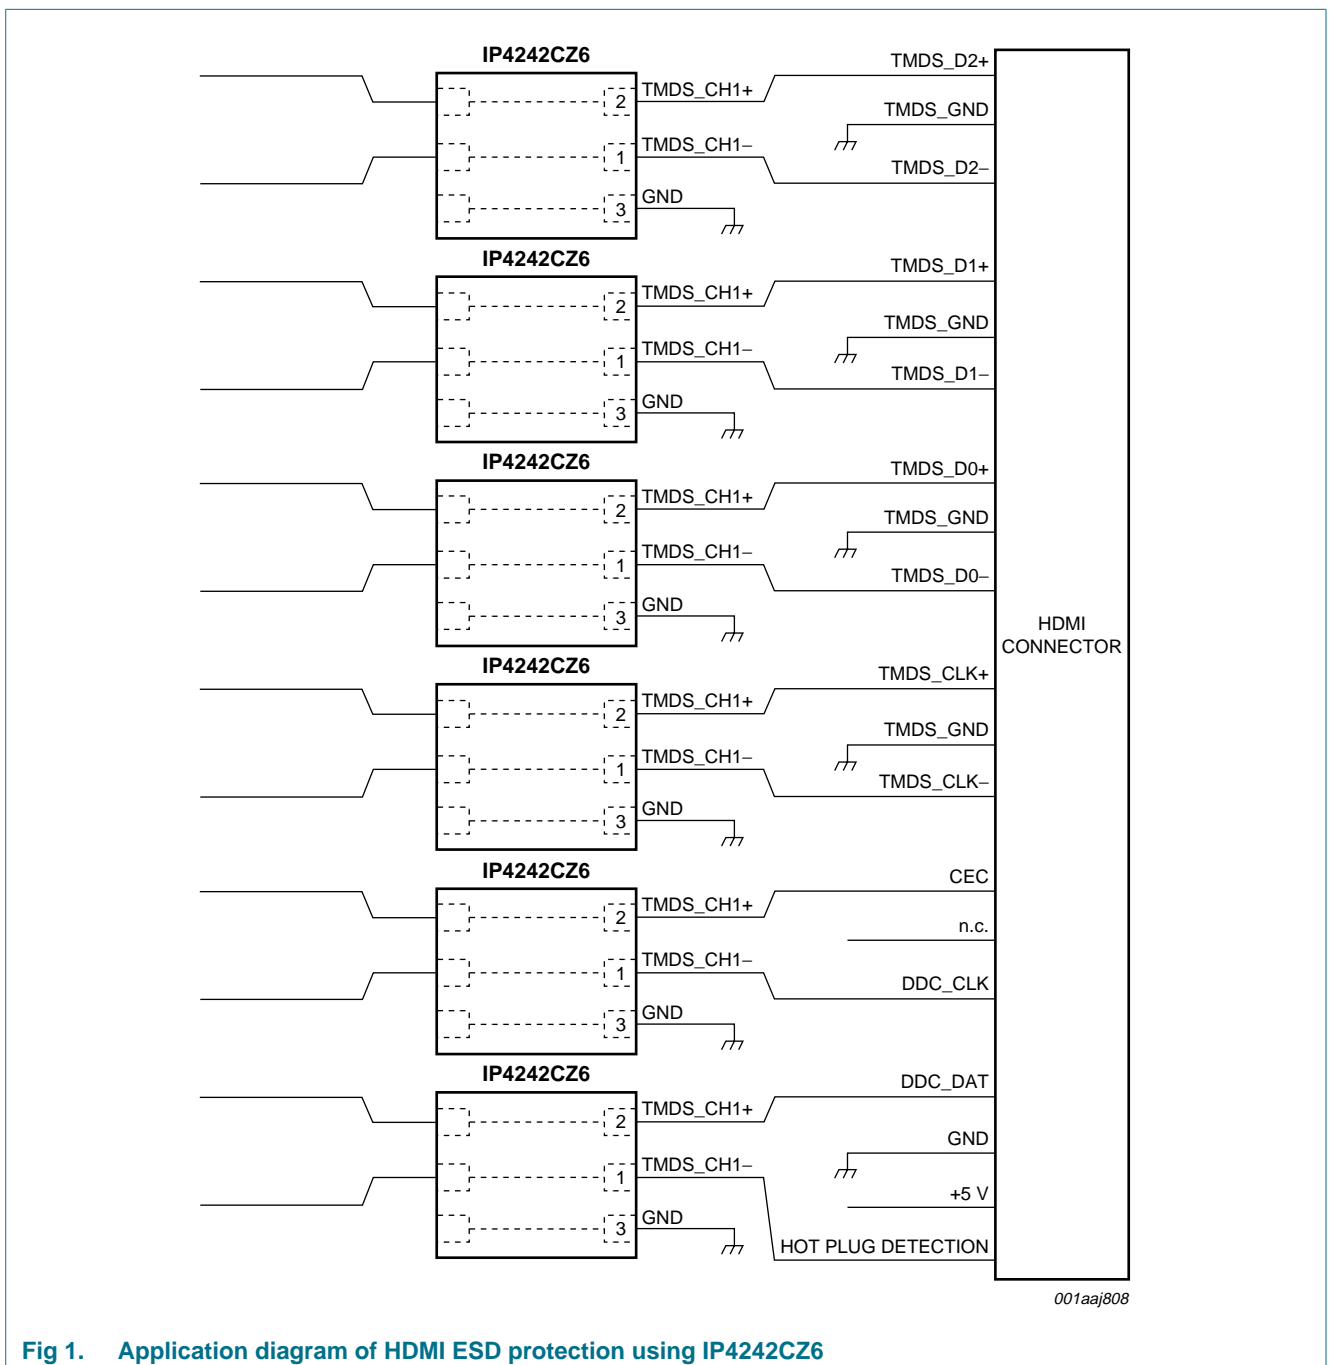 IP4242CZ6
TMDS_D2+
2 TMDS_CH1+
TMDS_GND
1 TMDS_CH1−
TMDS_D2−
3 GND
IP4242CZ6
TMDS_D1+
2 TMDS_CH1+
TMDS_GND
1 TMDS_CH1−
TMDS_D1−
3 GND
IP4242CZ6
TMDS_D0+
2 TMDS_CH1+
TMDS_GND
1 TMDS_CH1−
TMDS_D0−
3 GND
HDMI
CONNECTOR
IP4242CZ6
TMDS_CLK+
2 TMDS_CH1+
TMDS_GND
1 TMDS_CH1−
TMDS_CLK−
3 GND
IP4242CZ6
CEC
2 TMDS_CH1+
n.c.
1 TMDS_CH1−
DDC_CLK
3 GND
IP4242CZ6
DDC_DAT
2 TMDS_CH1+
GND
1 TMDS_CH1−
+5 V
3 GND
HOT PLUG DETECTION
001aaj808
Fig 1. Application diagram of HDMI ESD protection using IP4242CZ6